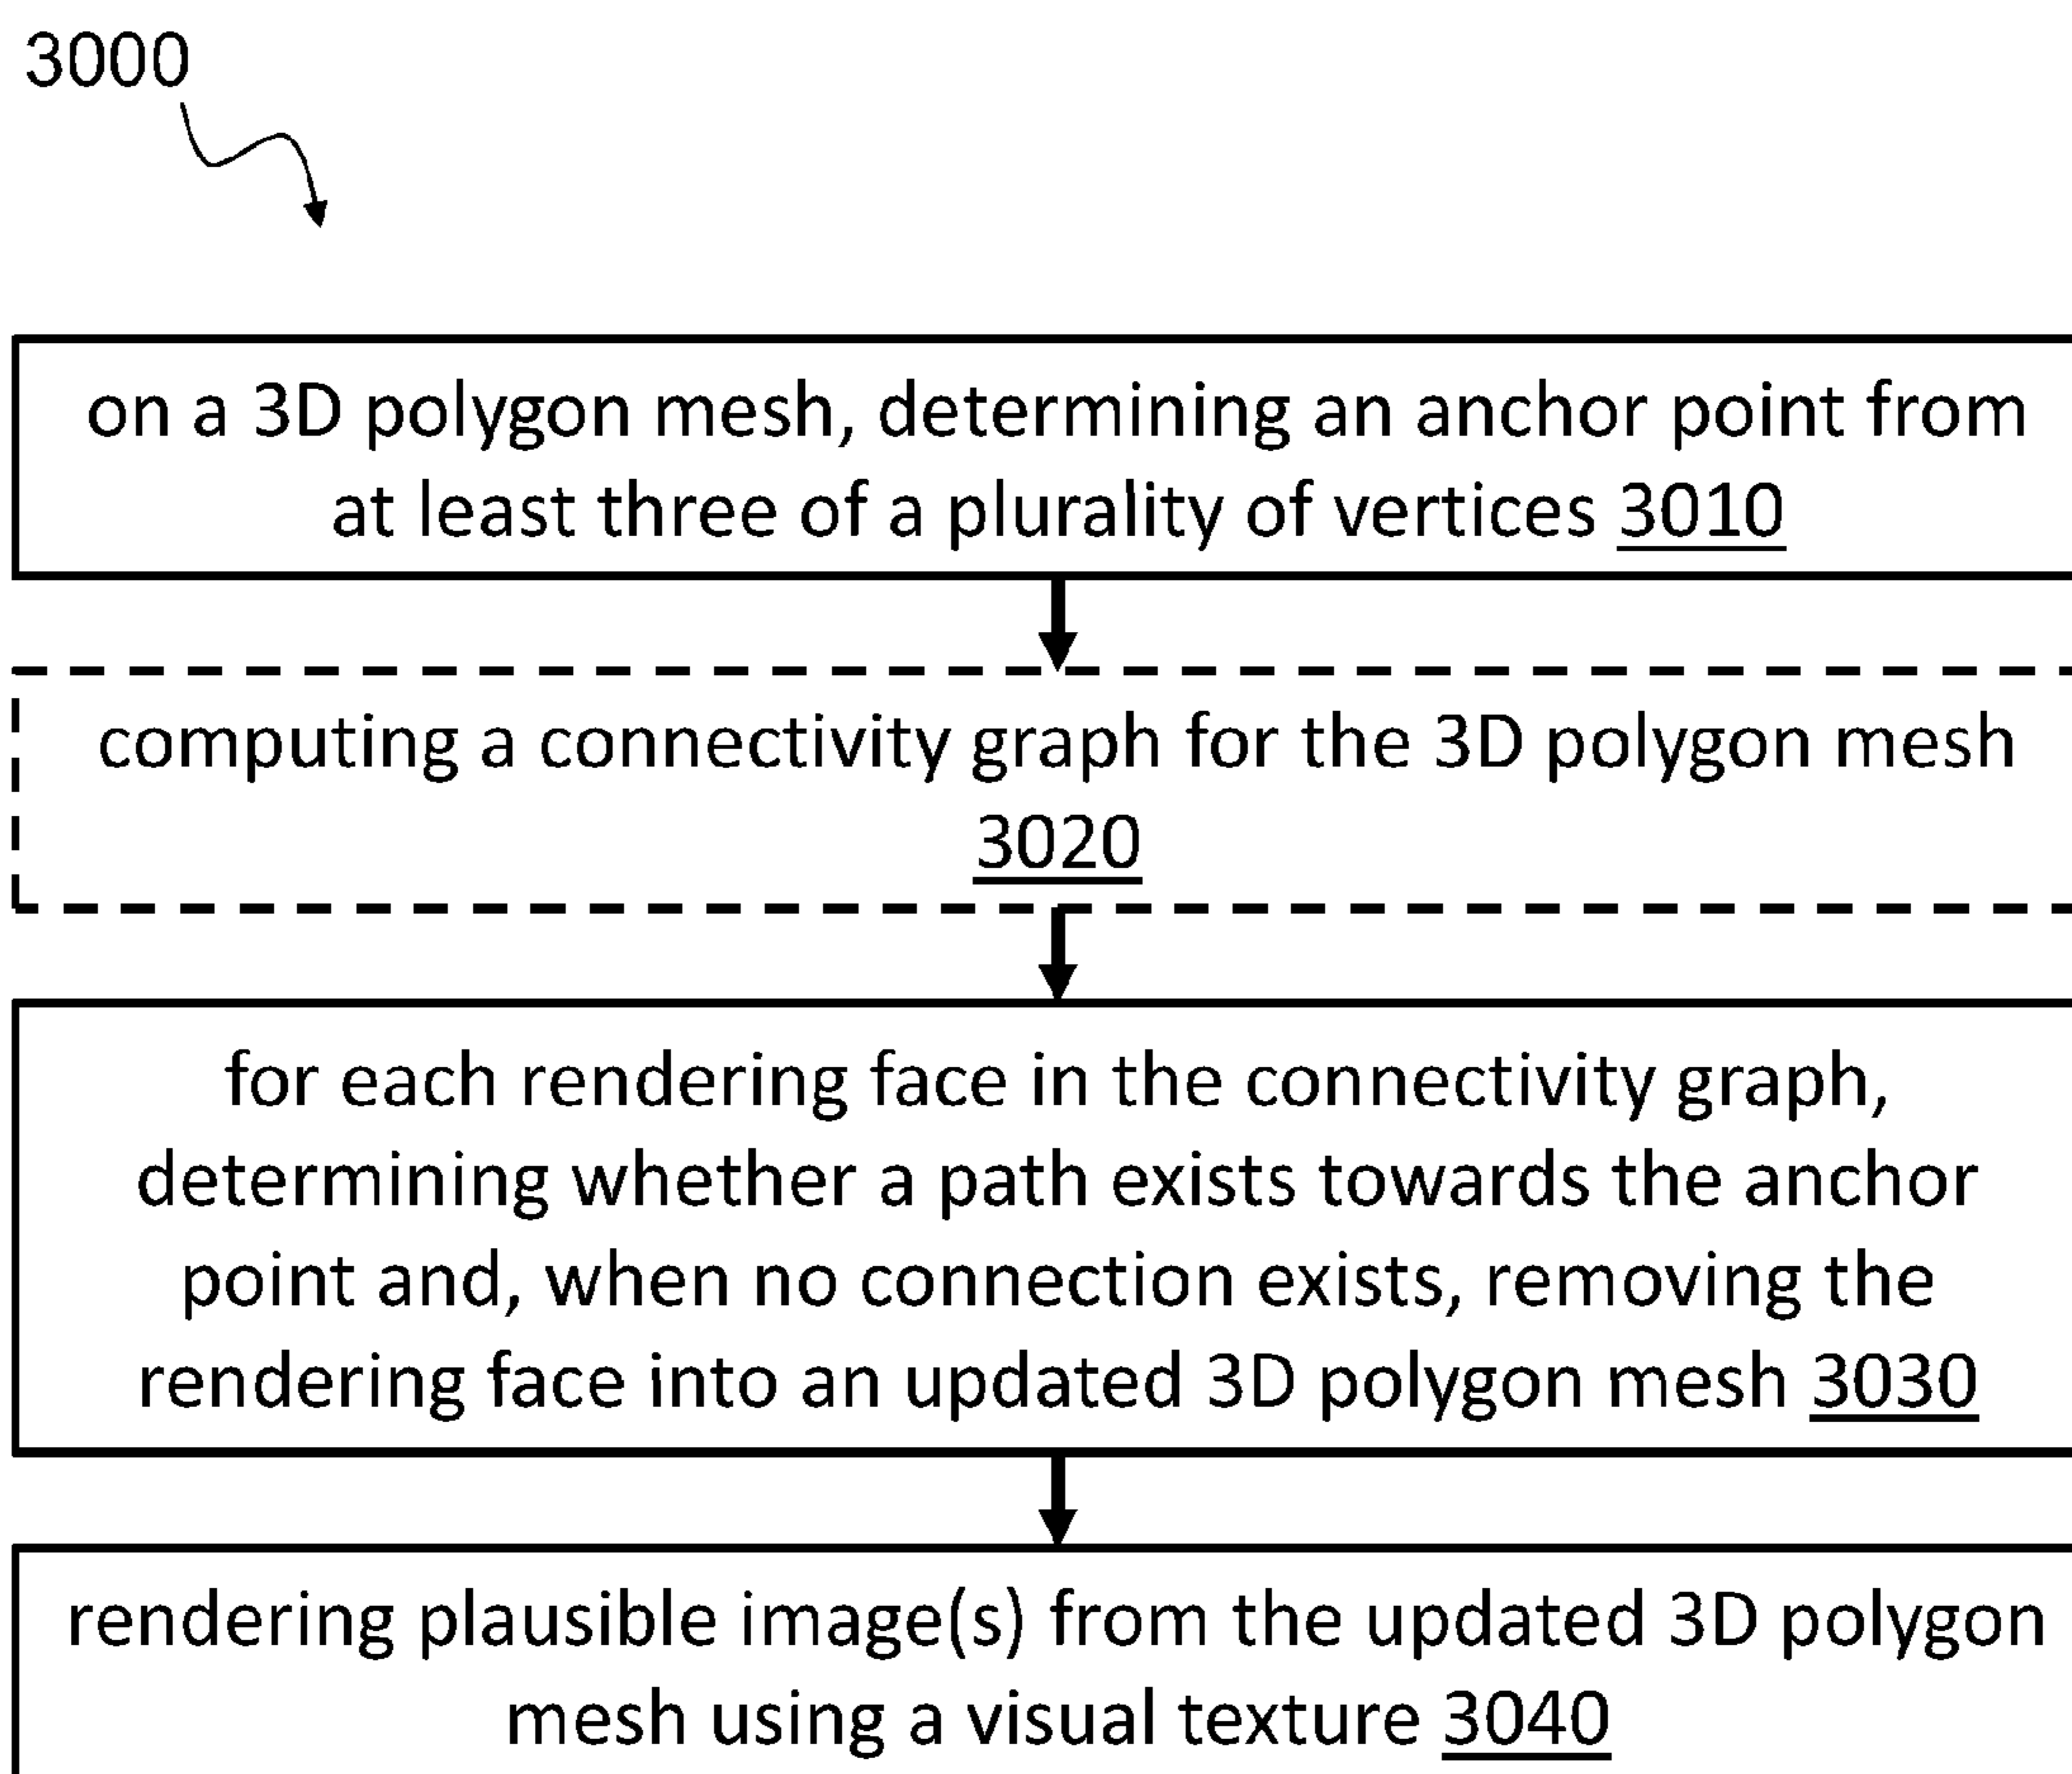 3000
on a 3D polygon mesh, determining an anchor point from
at least three of a plurality of vertices 3010
computing a connectivity graph for the 3D polygon mesh
3020
for each rendering face in the connectivity graph,
determining whether a path exists towards the anchor
point and, when no connection exists, removing the
rendering face into an updated 3D polygon mesh 3030
rendering plausible image(s) from the updated 3D polygon
mesh using a visual texture 3040